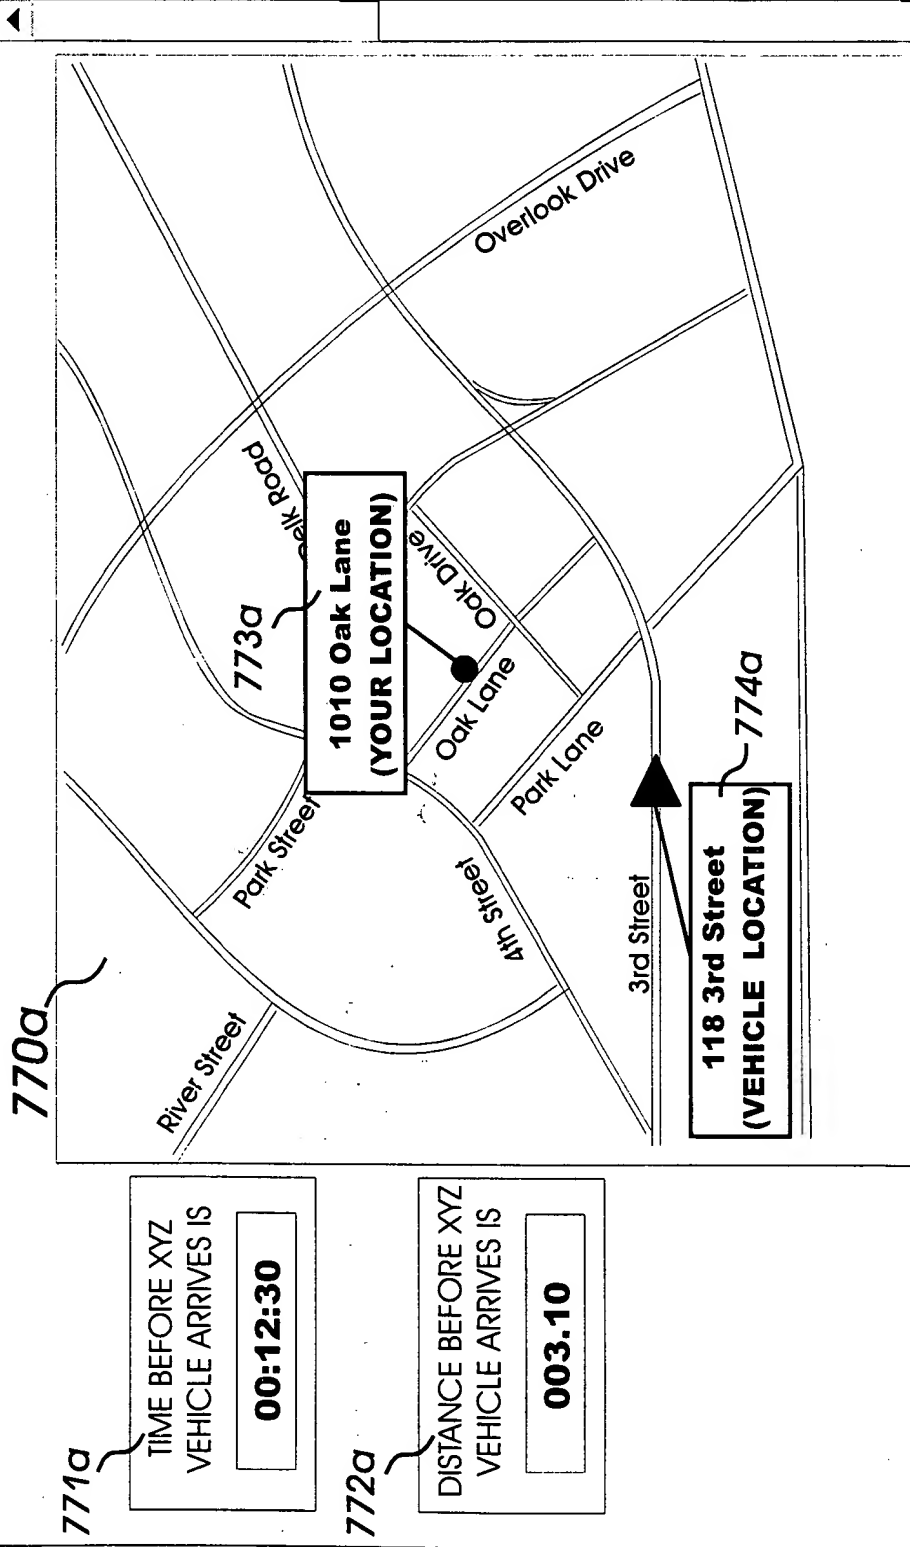 770a
771a
TIME BEFORE XYZ
VEHICLE ARRIVES IS
00:12:30
772a
DISTANCE BEFORE XYZ
VEHICLE ARRIVES IS
003.10
River Street
Park Street
773a
1010 Oak Lane
(YOUR LOCATION)
Road
Overlook Drive
Oak Drive
Oak Lane
Park Lane
4th Street
3rd Street
774a
118 3rd Street
(VEHICLE LOCATION)